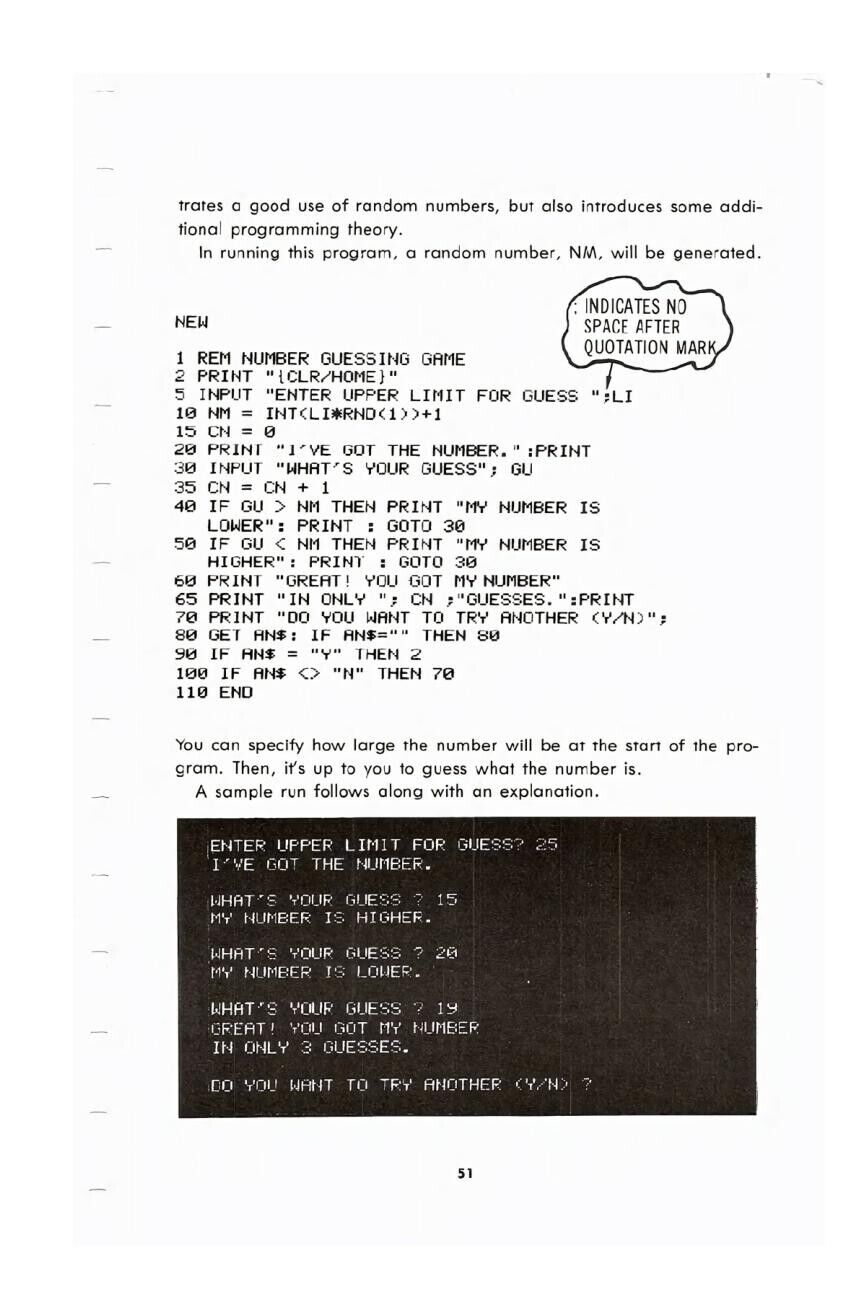 trates a good use of random numbers, but also introduces some addi-
tional programming theory.
In running this program, a random number, NM, will be generated.
; INDICATES NO
SPACE AFTER
QUOTATION MARK
NEW
1 REM NUMBER GUESSING GAME
2 PRINT "{CLR/HOME}"
5 INPUT "ENTER UPPER LIMIT FOR GUESS ";LI
10 NM = INT(LI*RND(1))+1
15 CN = 0
20 PRINT "I'VE GOT THE NUMBER.":PRINT
30 INPUT "WHAT'S YOUR GUESS"; GU
35 CN = CN + 1
40 IF GU > NM THEN PRINT "MY NUMBER IS
LOWER": PRINT : GOTO 30
50 IF GU < NM THEN PRINT "MY NUMBER IS
HIGHER": PRINT : GOTO 30
60 PRINT "GREAT! YOU GOT MY NUMBER"
65 PRINT "IN ONLY "; CN ;"GUESSES.":PRINT
70 PRINT "DO YOU WANT TO TRY ANOTHER (Y/N)";
80 GET AN$: IF AN$="" THEN 80
90 IF AN$ = "Y" THEN 2
100 IF AN$ <> "N" THEN 70
110 END
You can specify how large the number will be at the start of the pro-
gram. Then, it's up to you to guess what the number is.
A sample run follows along with an explanation.
ENTER UPPER LIMIT FOR GUESS? 25
I'VE GOT THE NUMBER.
WHAT'S YOUR GUESS ? 15
MY NUMBER IS HIGHER.
WHAT'S YOUR GUESS ? 20
MY NUMBER IS LOWER.
WHAT'S YOUR GUESS ? 19
GREAT! YOU GOT MY NUMBER
IN ONLY 3 GUESSES.
DO YOU WANT TO TRY ANOTHER (Y/N) ?
51